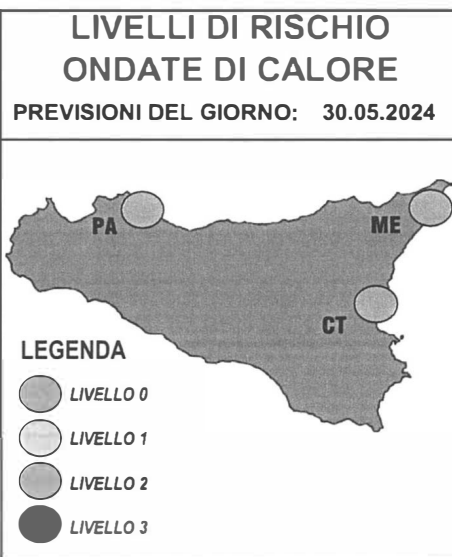 LIVELLI DI RISCHIO
ONDATE DI CALORE
PREVISIONI DEL GIORNO: 30.05.2024
PA
ME
CT
LEGENDA
LIVELLO 0
LIVELLO 1
LIVELLO 2
LIVELLO 3